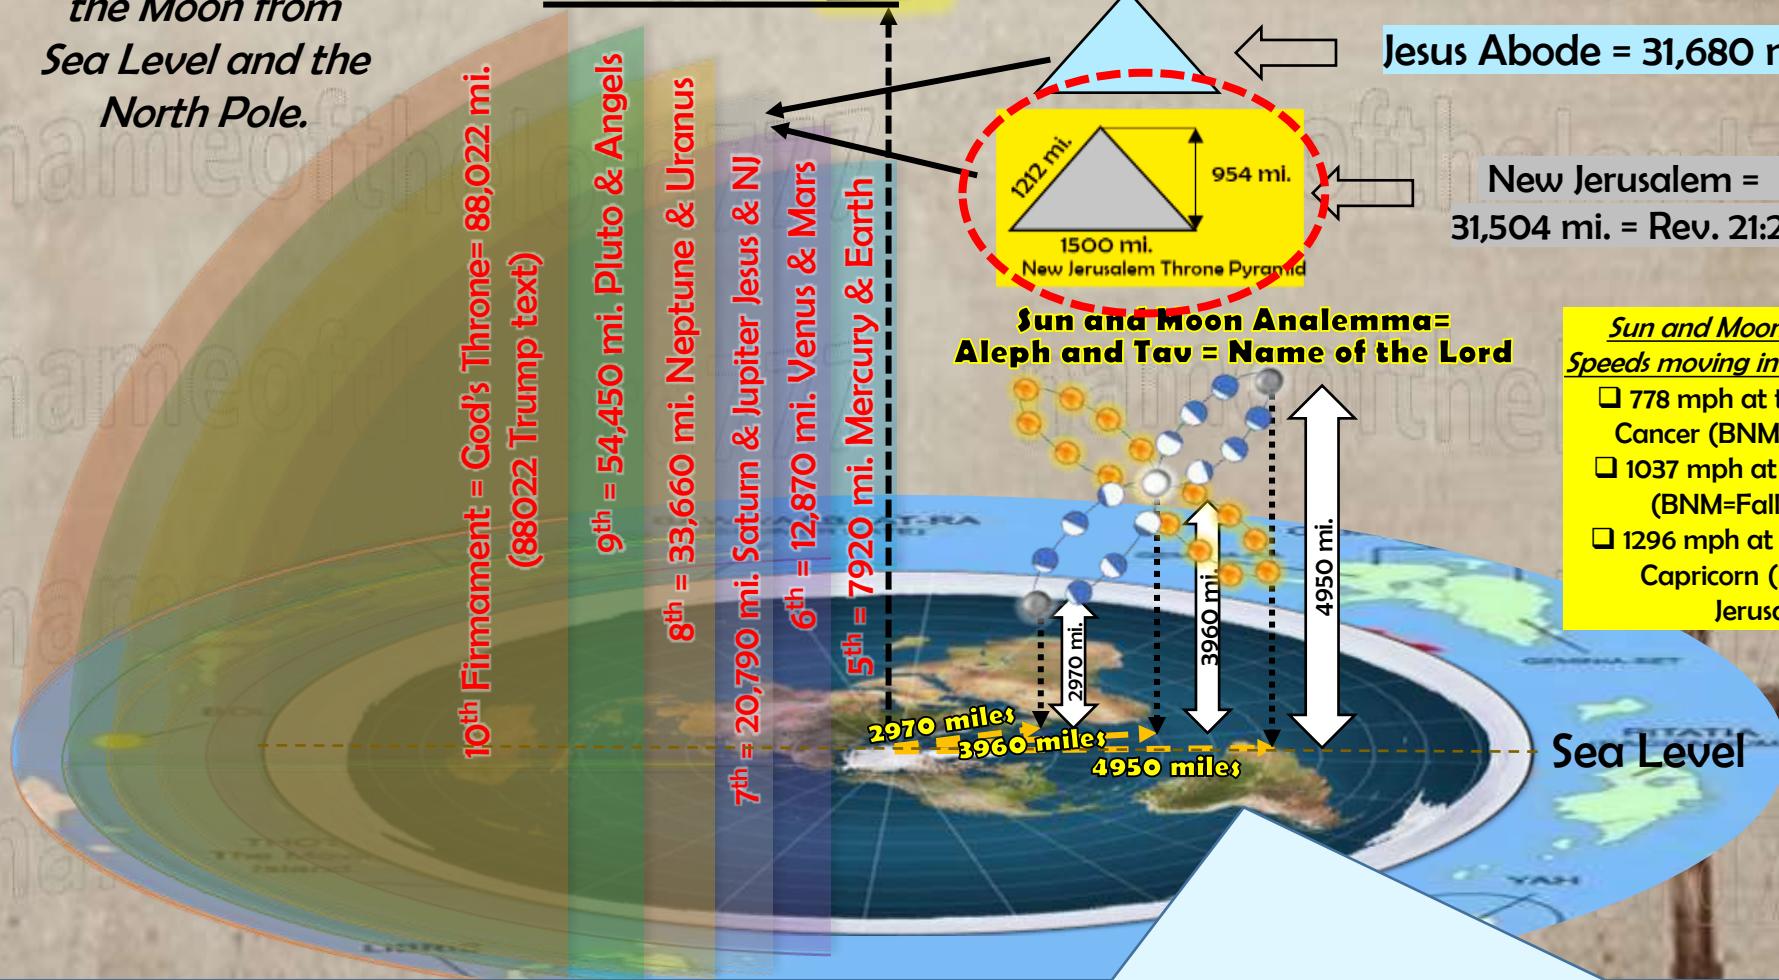 the Moon from
Sea Level and the
North Pole.
10th Firmament = God's Throne= 88,022 mi.
(88022 Trump text)
9th = 54,450 mi. Pluto & Angels
8th = 33,660 mi. Neptune & Uranus
7th = 20,790 mi. Saturn & Jupiter Jesus & NJ
6th = 12,870 mi. Venus & Mars
5th = 7920 mi. Mercury & Earth
Jesus Abode = 31,680
1212 mi.
954 mi.
1500 mi.
New Jerusalem Throne Pyramid
New Jerusalem =
31,504 mi. = Rev. 21:2
Sun and Moon Analemma=
Aleph and Tav = Name of the Lord
Sun and Moon
Speeds moving in
❑ 778 mph at
Cancer (BNM
❑ 1037 mph at
(BNM=Fall
❑ 1296 mph at
Capricorn (
Jerus
2970 mi.
3960 mi.
4950 mi.
2970 miles
3960 miles
4950 miles
Sea Level
YAH